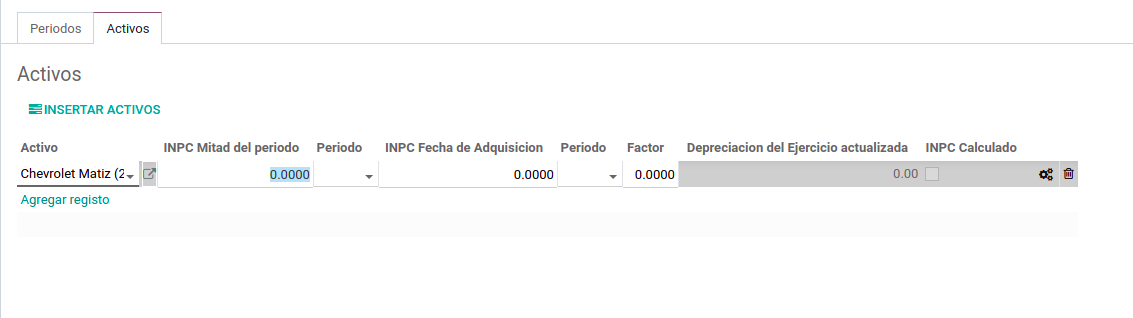 Periodos Activos
Activos
INSERTAR ACTIVOS
Activo INPC Mitad del periodo Periodo INPC Fecha de Adquisicion Periodo Factor Depreciacion del Ejercicio actualizada INPC Calculado
Chevrolet Matiz (2 0.0000 0.0000 0.0000 0.00
Agregar registo